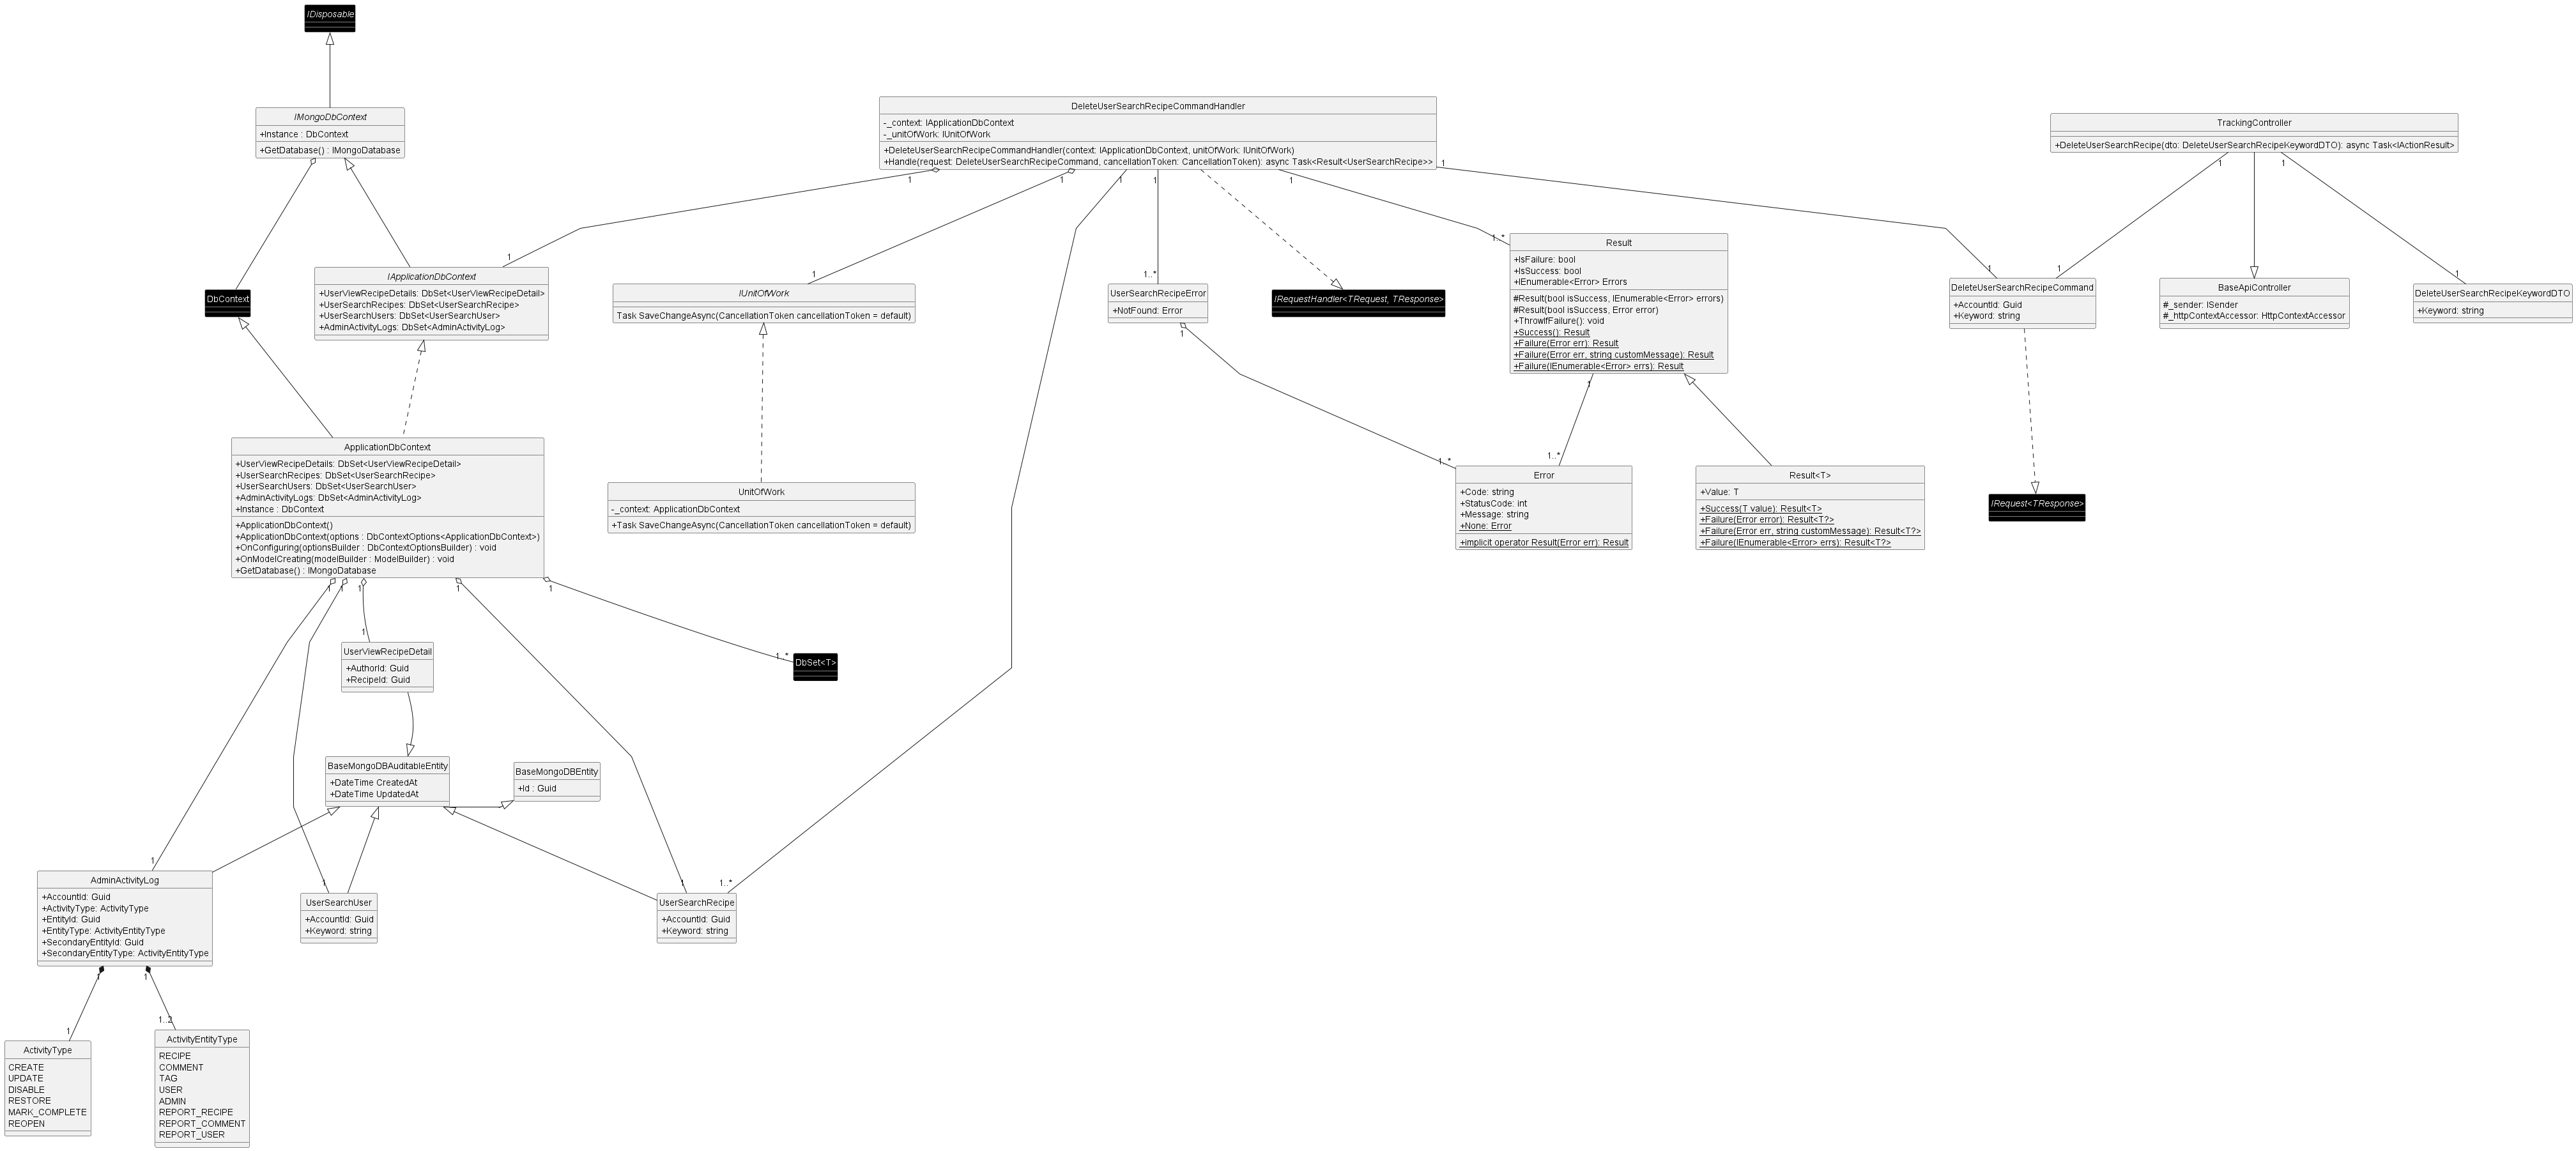 IDisposable
IMongoDbContext
+Instance : DbContext
+GetDatabase() : IMongoDatabase
DeleteUserSearchRecipeCommandHandler
-_context: IApplicationDbContext
-_unitOfWork: IUnitOfWork
+DeleteUserSearchRecipeCommandHandler(context: IApplicationDbContext, unitOfWork: IUnitOfWork)
+Handle(request: DeleteUserSearchRecipeCommand, cancellationToken: CancellationToken): async Task<Result<UserSearchRecipe>>
TrackingController
+DeleteUserSearchRecipe(dto: DeleteUserSearchRecipeKeywordDTO): async Task<IActionResult>
1
1
1
1
1
1
1
1
1
DbContext
IApplicationDbContext
+UserViewRecipeDetails: DbSet<UserViewRecipeDetail>
+UserSearchRecipes: DbSet<UserSearchRecipe>
+UserSearchUsers: DbSet<UserSearchUser>
+AdminActivityLogs: DbSet<AdminActivityLog>
1
IUnitOfWork
Task SaveChangeAsync(CancellationToken cancellationToken = default)
1
UserSearchRecipeError
+NotFound: Error
1..*
1
IRequestHandler<TRequest, TResponse>
Result
+IsFailure: bool
+IsSuccess: bool
+IEnumerable<Error> Errors
#Result(bool isSuccess, IEnumerable<Error> errors)
#Result(bool isSuccess, Error error)
+ThrowIfFailure(): void
+Success(): Result
+Failure(Error err): Result
+Failure(Error err, string customMessage): Result
+Failure(IEnumerable<Error> errs): Result
1..*
1
DeleteUserSearchRecipeCommand
+AccountId: Guid
+Keyword: string
1
1
BaseApiController
#_sender: ISender
#_httpContextAccessor: HttpContextAccessor
DeleteUserSearchRecipeKeywordDTO
+Keyword: string
1
ApplicationDbContext
+UserViewRecipeDetails: DbSet<UserViewRecipeDetail>
+UserSearchRecipes: DbSet<UserSearchRecipe>
+UserSearchUsers: DbSet<UserSearchUser>
+AdminActivityLogs: DbSet<AdminActivityLog>
+Instance : DbContext
+ApplicationDbContext()
+ApplicationDbContext(options : DbContextOptions<ApplicationDbContext>)
+OnConfiguring(optionsBuilder : DbContextOptionsBuilder) : void
+OnModelCreating(modelBuilder : ModelBuilder) : void
+GetDatabase() : IMongoDatabase
UnitOfWork
-_context: ApplicationDbContext
+Task SaveChangeAsync(CancellationToken cancellationToken = default)
1..*
1..*
Error
+Code: string
+StatusCode: int
+Message: string
+None: Error
+implicit operator Result(Error err): Result
Result<T>
+Value: T
+Success(T value): Result<T>
+Failure(Error error): Result<T?>
+Failure(Error err, string customMessage): Result<T?>
+Failure(IEnumerable<Error> errs): Result<T?>
IRequest<TResponse>
1
1
1
1
1
1
UserViewRecipeDetail
+AuthorId: Guid
+RecipeId: Guid
1..*
DbSet<T>
BaseMongoDBAuditableEntity
+DateTime CreatedAt
+DateTime UpdatedAt
BaseMongoDBEntity
+Id : Guid
1
AdminActivityLog
+AccountId: Guid
+ActivityType: ActivityType
+EntityId: Guid
+EntityType: ActivityEntityType
+SecondaryEntityId: Guid
+SecondaryEntityType: ActivityEntityType
1
UserSearchUser
+AccountId: Guid
+Keyword: string
1
1..*
UserSearchRecipe
+AccountId: Guid
+Keyword: string
1
1
1
1..2
ActivityType
CREATE
UPDATE
DISABLE
RESTORE
MARK_COMPLETE
REOPEN
ActivityEntityType
RECIPE
COMMENT
TAG
USER
ADMIN
REPORT_RECIPE
REPORT_COMMENT
REPORT_USER